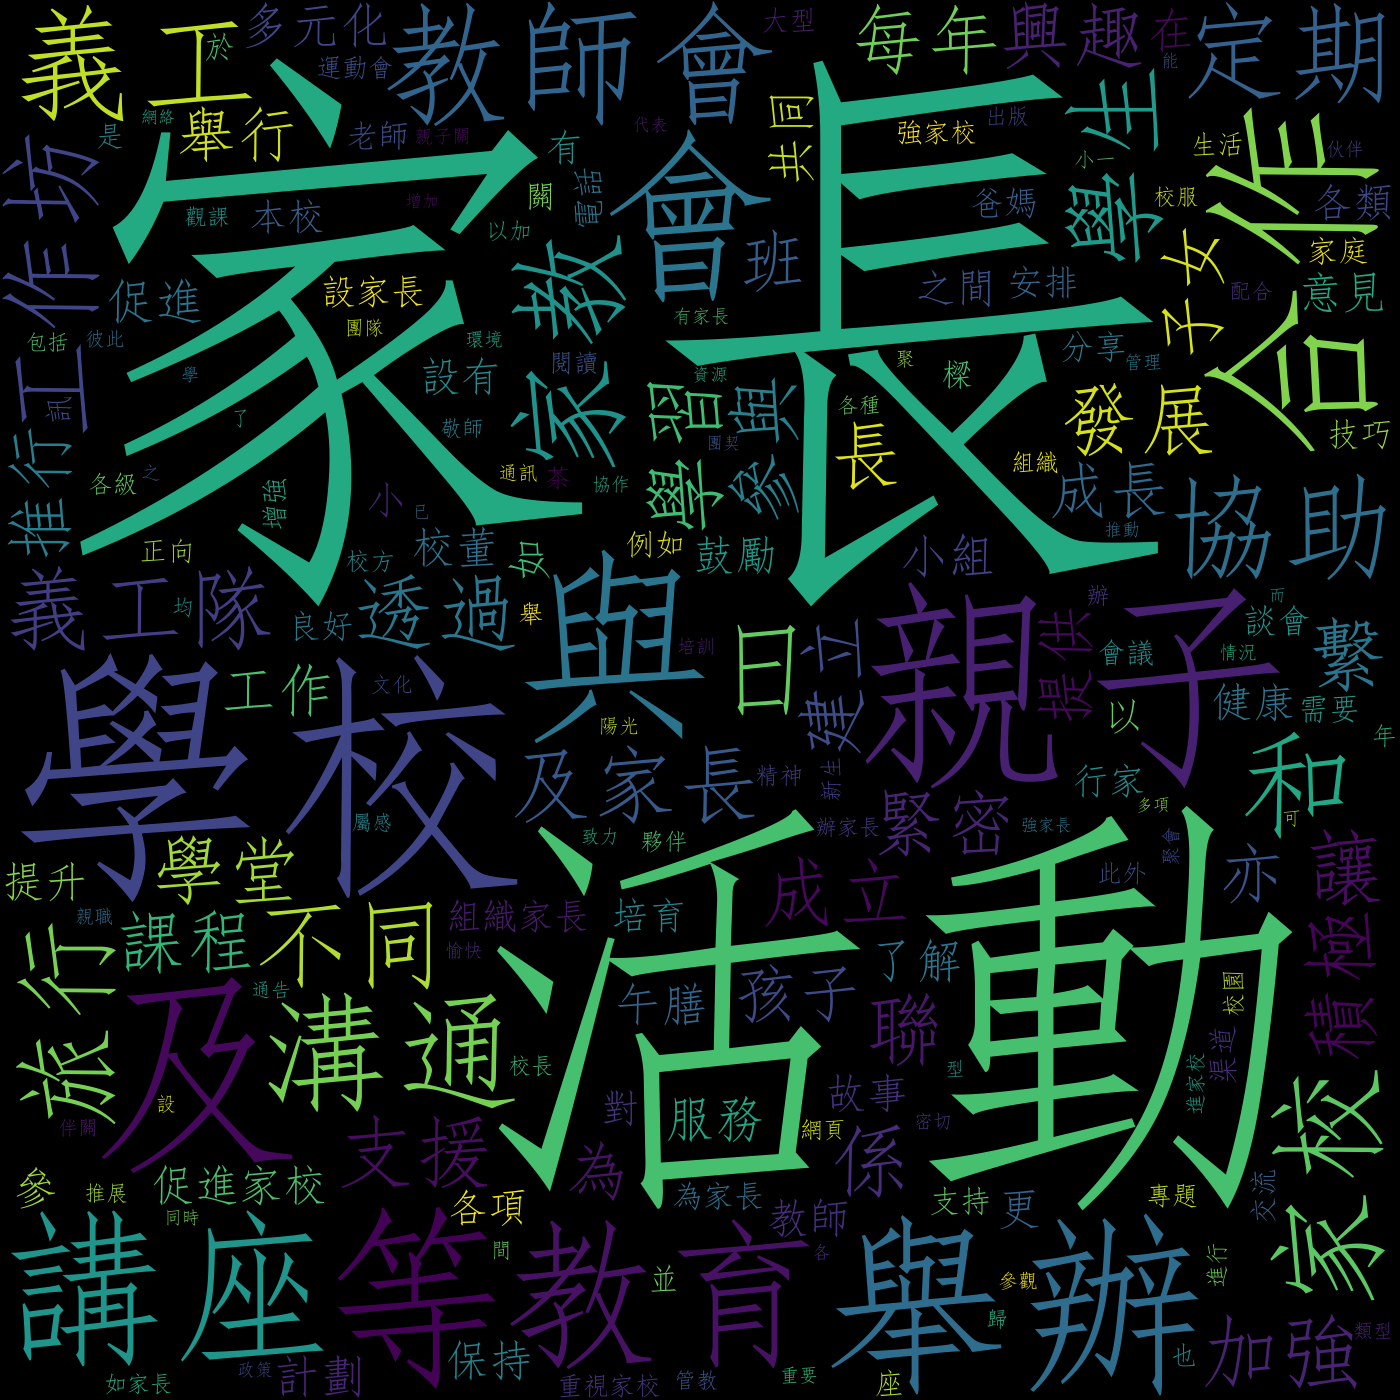 義工
於
多元化
運動會
教師會
大型
每年
興趣
在
能
定期
舉行
老師
親子關
代表
共同
強家校
出版
小一
學生
生活
伙伴
合作
是
網絡
工作坊
家長
觀課
本校
增加
有
關
電話
以加
會
班
爸媽
校服
各類
子女
家庭
意見
之間
安排
配合
促進
設家長
團隊
家教
有家長
包括
彼此
設有
環境
閱讀
資源
聚
樑
分享
管理
訊
學
了
敬師
學習
參與
各種
團契
長
發展
技巧
推行
各級
之
增強
通訊
茶
協作
組織
成長
協助
小
已
正向
校方
校董
如
例如
鼓勵
小組
推動
義工隊
均
良好
透過
舉
與
培訓
日
建立
親子
辦
提供
而
談會
會議
情況
繫
學校
工作
文化
陽光
以
健康
需要
年
及家長
精神
新生
行家
和
多項
可
屬感
致力
夥伴
辦家長
緊密
強家長
聚會
提升
學堂
活動
此外
亦
積極
讓
親職
組織家長
培育
成立
旅行
課程
不同
愉快
了解
及
通告
溝通
午膳
孩子
聯
校園
渠道
進家校
校長
型
伴關
設
支援
對
服務
故事
網頁
密切
係
家校
參
推展
促進家校
同時
各項
為
為家長
教師
支持
更
專題
交流
講座
等
間
教育
並
各
舉辦
參觀
歸
進行
也
加強
類型
如家長
政策
計劃
保持
重視家校
管教
重要
座